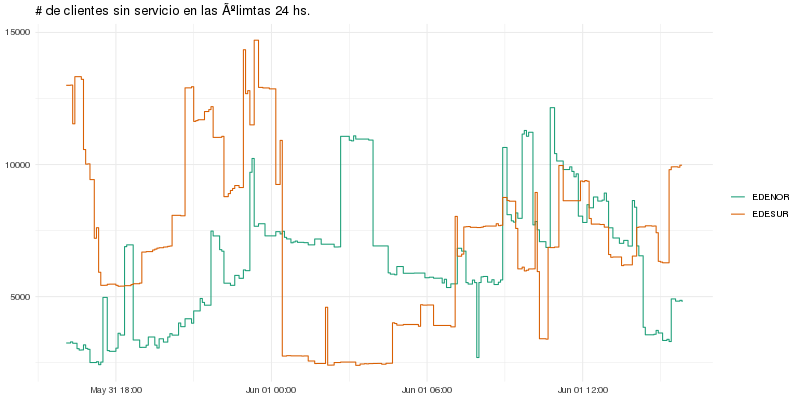 # de clientes sin servicio en las Ãºlimtas 24 hs.
15000
10000
5000
May 31 18:00
Jun 01 00:00
Jun 01 06:00
Jun 01 12:00
EDENOR
EDESUR